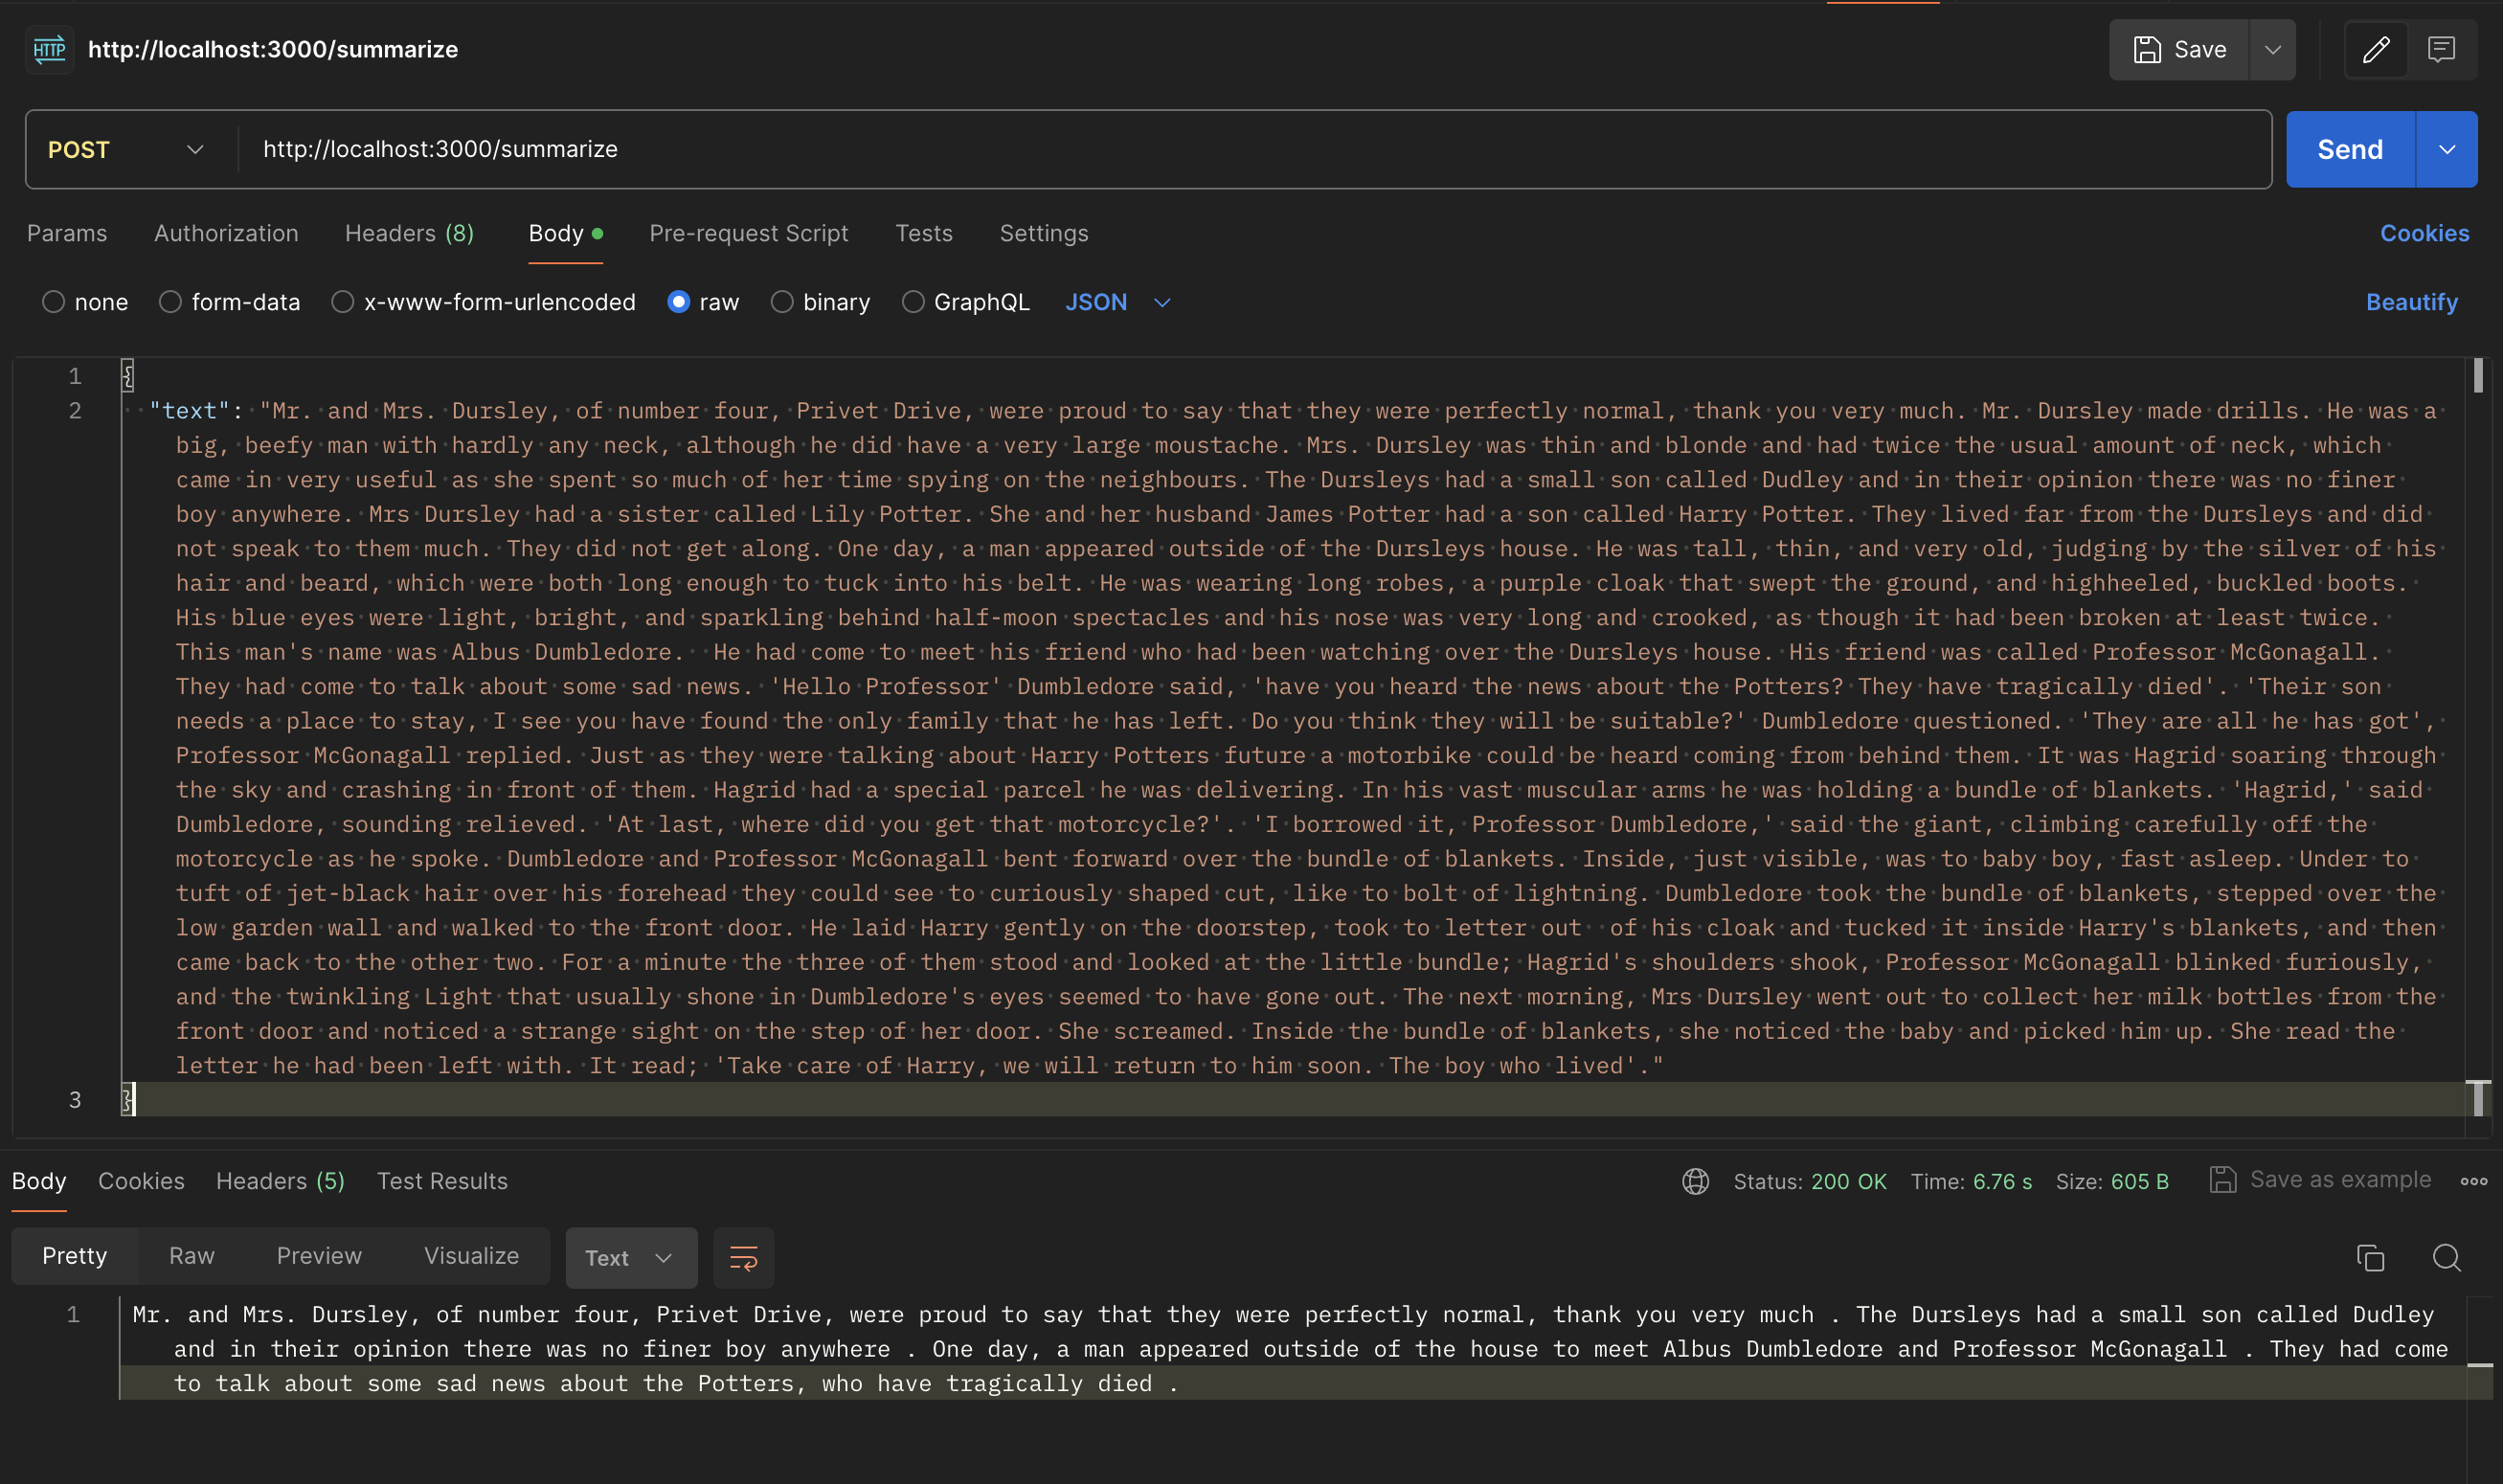 HTTP http://localhost:3000/summarize
Save
POST http://localhost:3000/summarize Send
Params Authorization Headers (8) Body Pre-request Script Tests Settings Cookies
none form-data x-www-form-urlencoded raw binary GraphQL JSON Beautify
1 {
2 "text": "Mr. and Mrs. Dursley, of number four, Privet Drive, were proud to say that they were perfectly normal, thank you very much. Mr. Dursley made drills. He was a
big, beefy man with hardly any neck, although he did have a very large moustache. Mrs. Dursley was thin and blonde and had twice the usual amount of neck, which
came in very useful as she spent so much of her time spying on the neighbours. The Dursleys had a small son called Dudley and in their opinion there was no finer
boy anywhere. Mrs Dursley had a sister called Lily Potter. She and her husband James Potter had a son called Harry Potter. They lived far from the Dursleys and did
not speak to them much. They did not get along. One day, a man appeared outside of the Dursleys house. He was tall, thin, and very old, judging by the silver of his
hair and beard, which were both long enough to tuck into his belt. He was wearing long robes, a purple cloak that swept the ground, and highheeled, buckled boots.
His blue eyes were light, bright, and sparkling behind half-moon spectacles and his nose was very long and crooked, as though it had been broken at least twice.
This man's name was Albus Dumbledore.  He had come to meet his friend who had been watching over the Dursleys house. His friend was called Professor McGonagall.
They had come to talk about some sad news. 'Hello Professor' Dumbledore said, 'have you heard the news about the Potters? They have tragically died'. 'Their son
needs a place to stay, I see you have found the only family that he has left. Do you think they will be suitable?' Dumbledore questioned. 'They are all he has got',
Professor McGonagall replied. Just as they were talking about Harry Potters future a motorbike could be heard coming from behind them. It was Hagrid soaring through
the sky and crashing in front of them. Hagrid had a special parcel he was delivering. In his vast muscular arms he was holding a bundle of blankets. 'Hagrid,' said
Dumbledore, sounding relieved. 'At last, where did you get that motorcycle?'. 'I borrowed it, Professor Dumbledore,' said the giant, climbing carefully off the
motorcycle as he spoke. Dumbledore and Professor McGonagall bent forward over the bundle of blankets. Inside, just visible, was to baby boy, fast asleep. Under to
tuft of jet-black hair over his forehead they could see to curiously shaped cut, like to bolt of lightning. Dumbledore took the bundle of blankets, stepped over the
low garden wall and walked to the front door. He laid Harry gently on the doorstep, took to letter out  of his cloak and tucked it inside Harry's blankets, and then
came back to the other two. For a minute the three of them stood and looked at the little bundle; Hagrid's shoulders shook, Professor McGonagall blinked furiously,
and the twinkling Light that usually shone in Dumbledore's eyes seemed to have gone out. The next morning, Mrs Dursley went out to collect her milk bottles from the
front door and noticed a strange sight on the step of her door. She screamed. Inside the bundle of blankets, she noticed the baby and picked him up. She read the
letter he had been left with. It read; 'Take care of Harry, we will return to him soon. The boy who lived'."
3 }
Body Cookies Headers (5) Test Results Status: 200 OK Time: 6.76 s Size: 605 B Save as example
Pretty Raw Preview Visualize Text
1 Mr. and Mrs. Dursley, of number four, Privet Drive, were proud to say that they were perfectly normal, thank you very much . The Dursleys had a small son called Dudley
and in their opinion there was no finer boy anywhere . One day, a man appeared outside of the house to meet Albus Dumbledore and Professor McGonagall . They had come
to talk about some sad news about the Potters, who have tragically died .